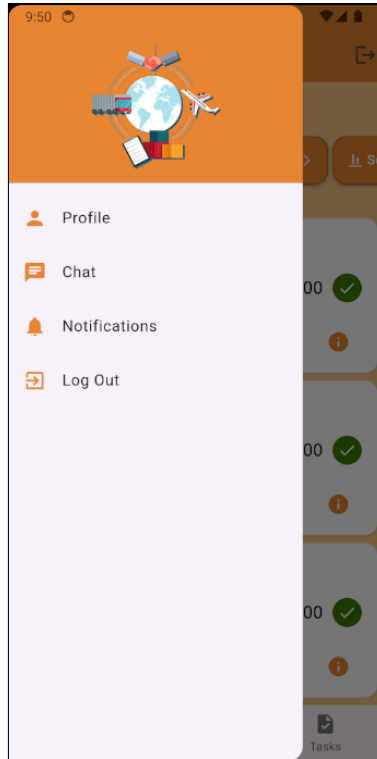 9:50
Profile
Chat
Notifications
Log Out
00
00
00
Tasks